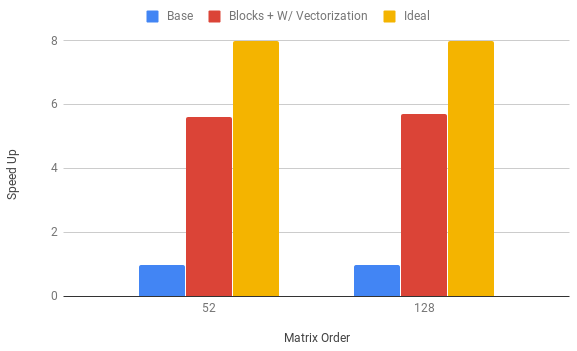 Base Blocks + W/ Vectorization Ideal
8
6
4
2
0
Speed Up
52 128
Matrix Order